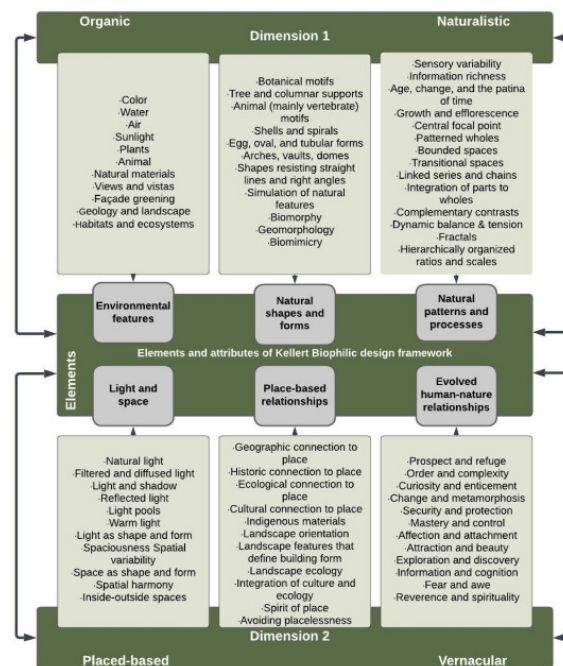 Organic
Naturalistic
Dimension 1
·Color
·Water
·Air
·Sunlight
·Plants
·Animal
·Natural materials
·Views and vistas
·Façade greening
·Geology and landscape
·Habitats and ecosystems
·Botanical motifs
·Tree and columnar supports
·Animal (mainly vertebrate)
motifs
·Shells and spirals
·Egg, oval, and tubular forms
·Arches, vaults, domes
·Shapes resisting straight
lines and right angles
·Simulation of natural
features
·Biomorphy
·Geomorphology
·Biomimicry
·Sensory variability
·Information richness
·Age, change, and the patina
of time
·Growth and efflorescence
·Central focal point
·Patterned wholes
·Bounded spaces
·Transitional spaces
·Linked series and chains
·Integration of parts to
wholes
·Complementary contrasts
·Dynamic balance & tension
·Fractals
·Hierarchically organized
ratios and scales
Environmental
features
Natural
shapes and
forms
Natural
patterns and
processes
Elements and attributes of Kellert Biophilic design framework
Elements
Light and
space
Place-based
relationships
Evolved
human-nature
relationships
·Natural light
·Filtered and diffused light
·Light and shadow
·Reflected light
·Light pools
·Warm light
·Light as shape and form
·Spaciousness Spatial
variability
·Space as shape and form
·Spatial harmony
·Inside-outside spaces
·Geographic connection to
place
·Historic connection to place
·Ecological connection to
place
·Cultural connection to place
·Indigenous materials
·Landscape orientation
·Landscape features that
define building form
·Landscape ecology
·Integration of culture and
ecology
·Spirit of place
·Avoiding placelessness
·Prospect and refuge
·Order and complexity
·Curiosity and enticement
·Change and metamorphosis
·Security and protection
·Mastery and control
·Affection and attachment
·Attraction and beauty
·Exploration and discovery
·Information and cognition
·Fear and awe
·Reverence and spirituality
Dimension 2
Placed-based
Vernacular